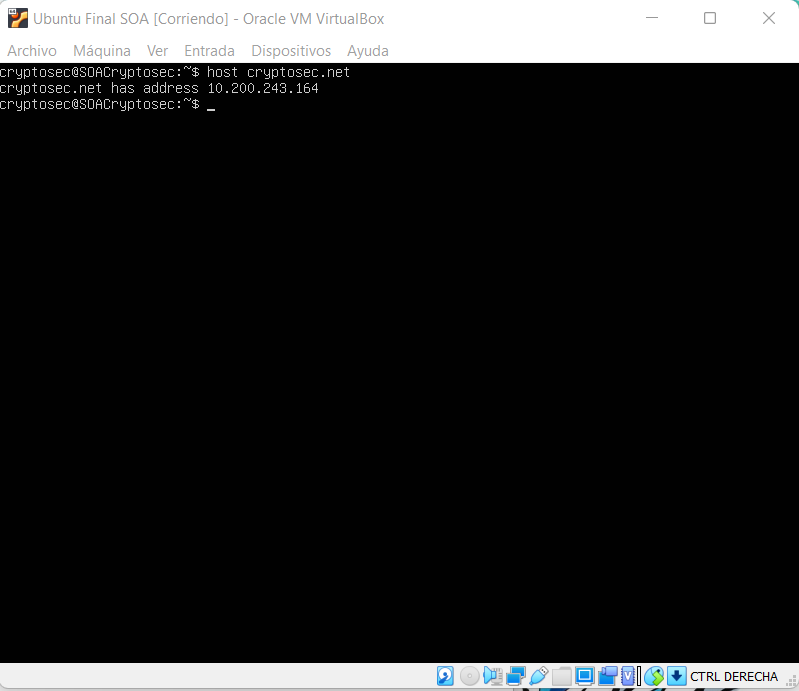 Ubuntu Final SOA [Corriendo] - Oracle VM VirtualBox
Archivo Máquina Ver Entrada Dispositivos Ayuda
cryptosec@SOACryptosec:~$ host cryptosec.net
cryptosec.net has address 10.200.243.164
cryptosec@SOACryptosec:~$ _
CTRL DERECHA